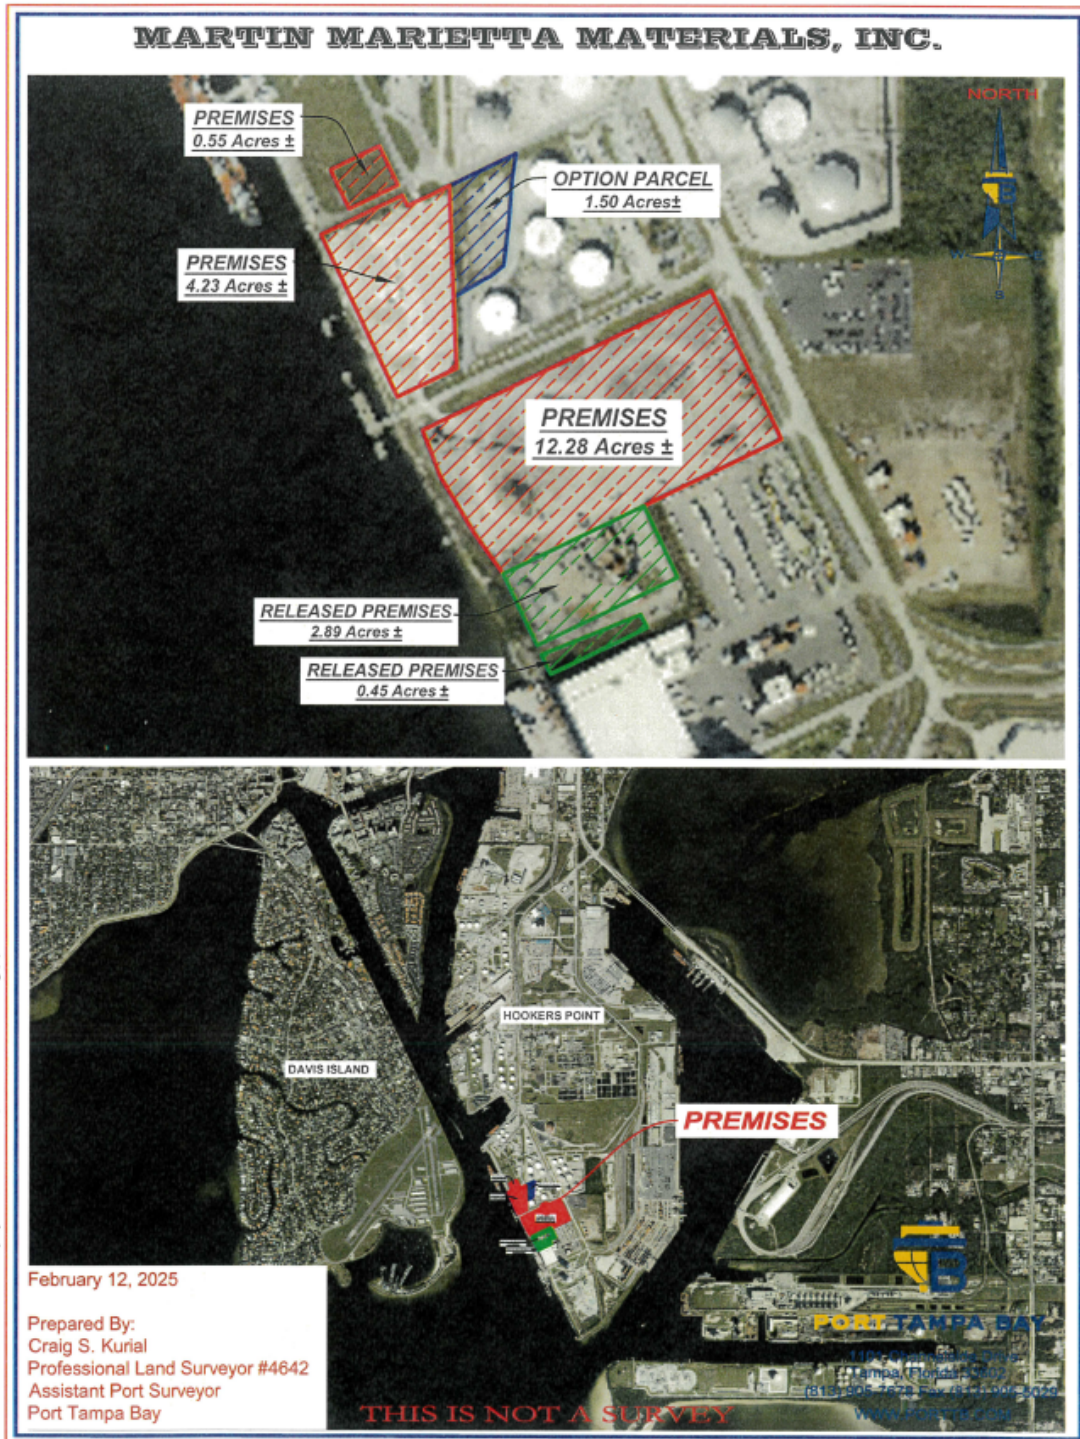 MARTIN MARIETTA MATERIALS, INC.
NORTH
PREMISES
0.55 Acres ±
OPTION PARCEL
1.50 Acres±
W
S
PREMISES
4.23 Acres ±
PREMISES
12.28 Acres ±
RELEASED PREMISES
2.89 Acres ±
RELEASED PREMISES
0.45 Acres ±
HOOKERS POINT
DAVIS ISLAND
PREMISES
February 12, 2025
Prepared By:
Craig S. Kurial
Professional Land Surveyor #4642
Assistant Port Surveyor
Port Tampa Bay
PORT TAMPA BAY
Tampa, Florida
Fax
THIS IS NOT A SURVEY